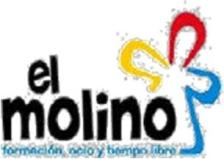 el
molino
formación, ocio y tiempo libre